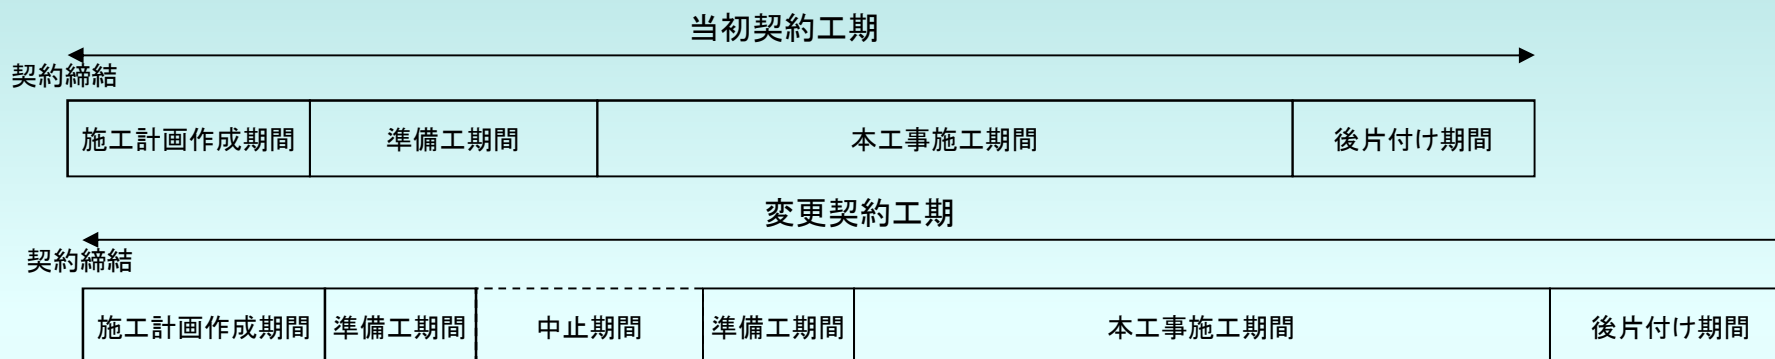 当初契約工期
契約締結
施工計画作成期間 準備工期間 本工事施工期間 後片付け期間
変更契約工期
契約締結
施工計画作成期間 準備工期間 中止期間 準備工期間 本工事施工期間 後片付け期間